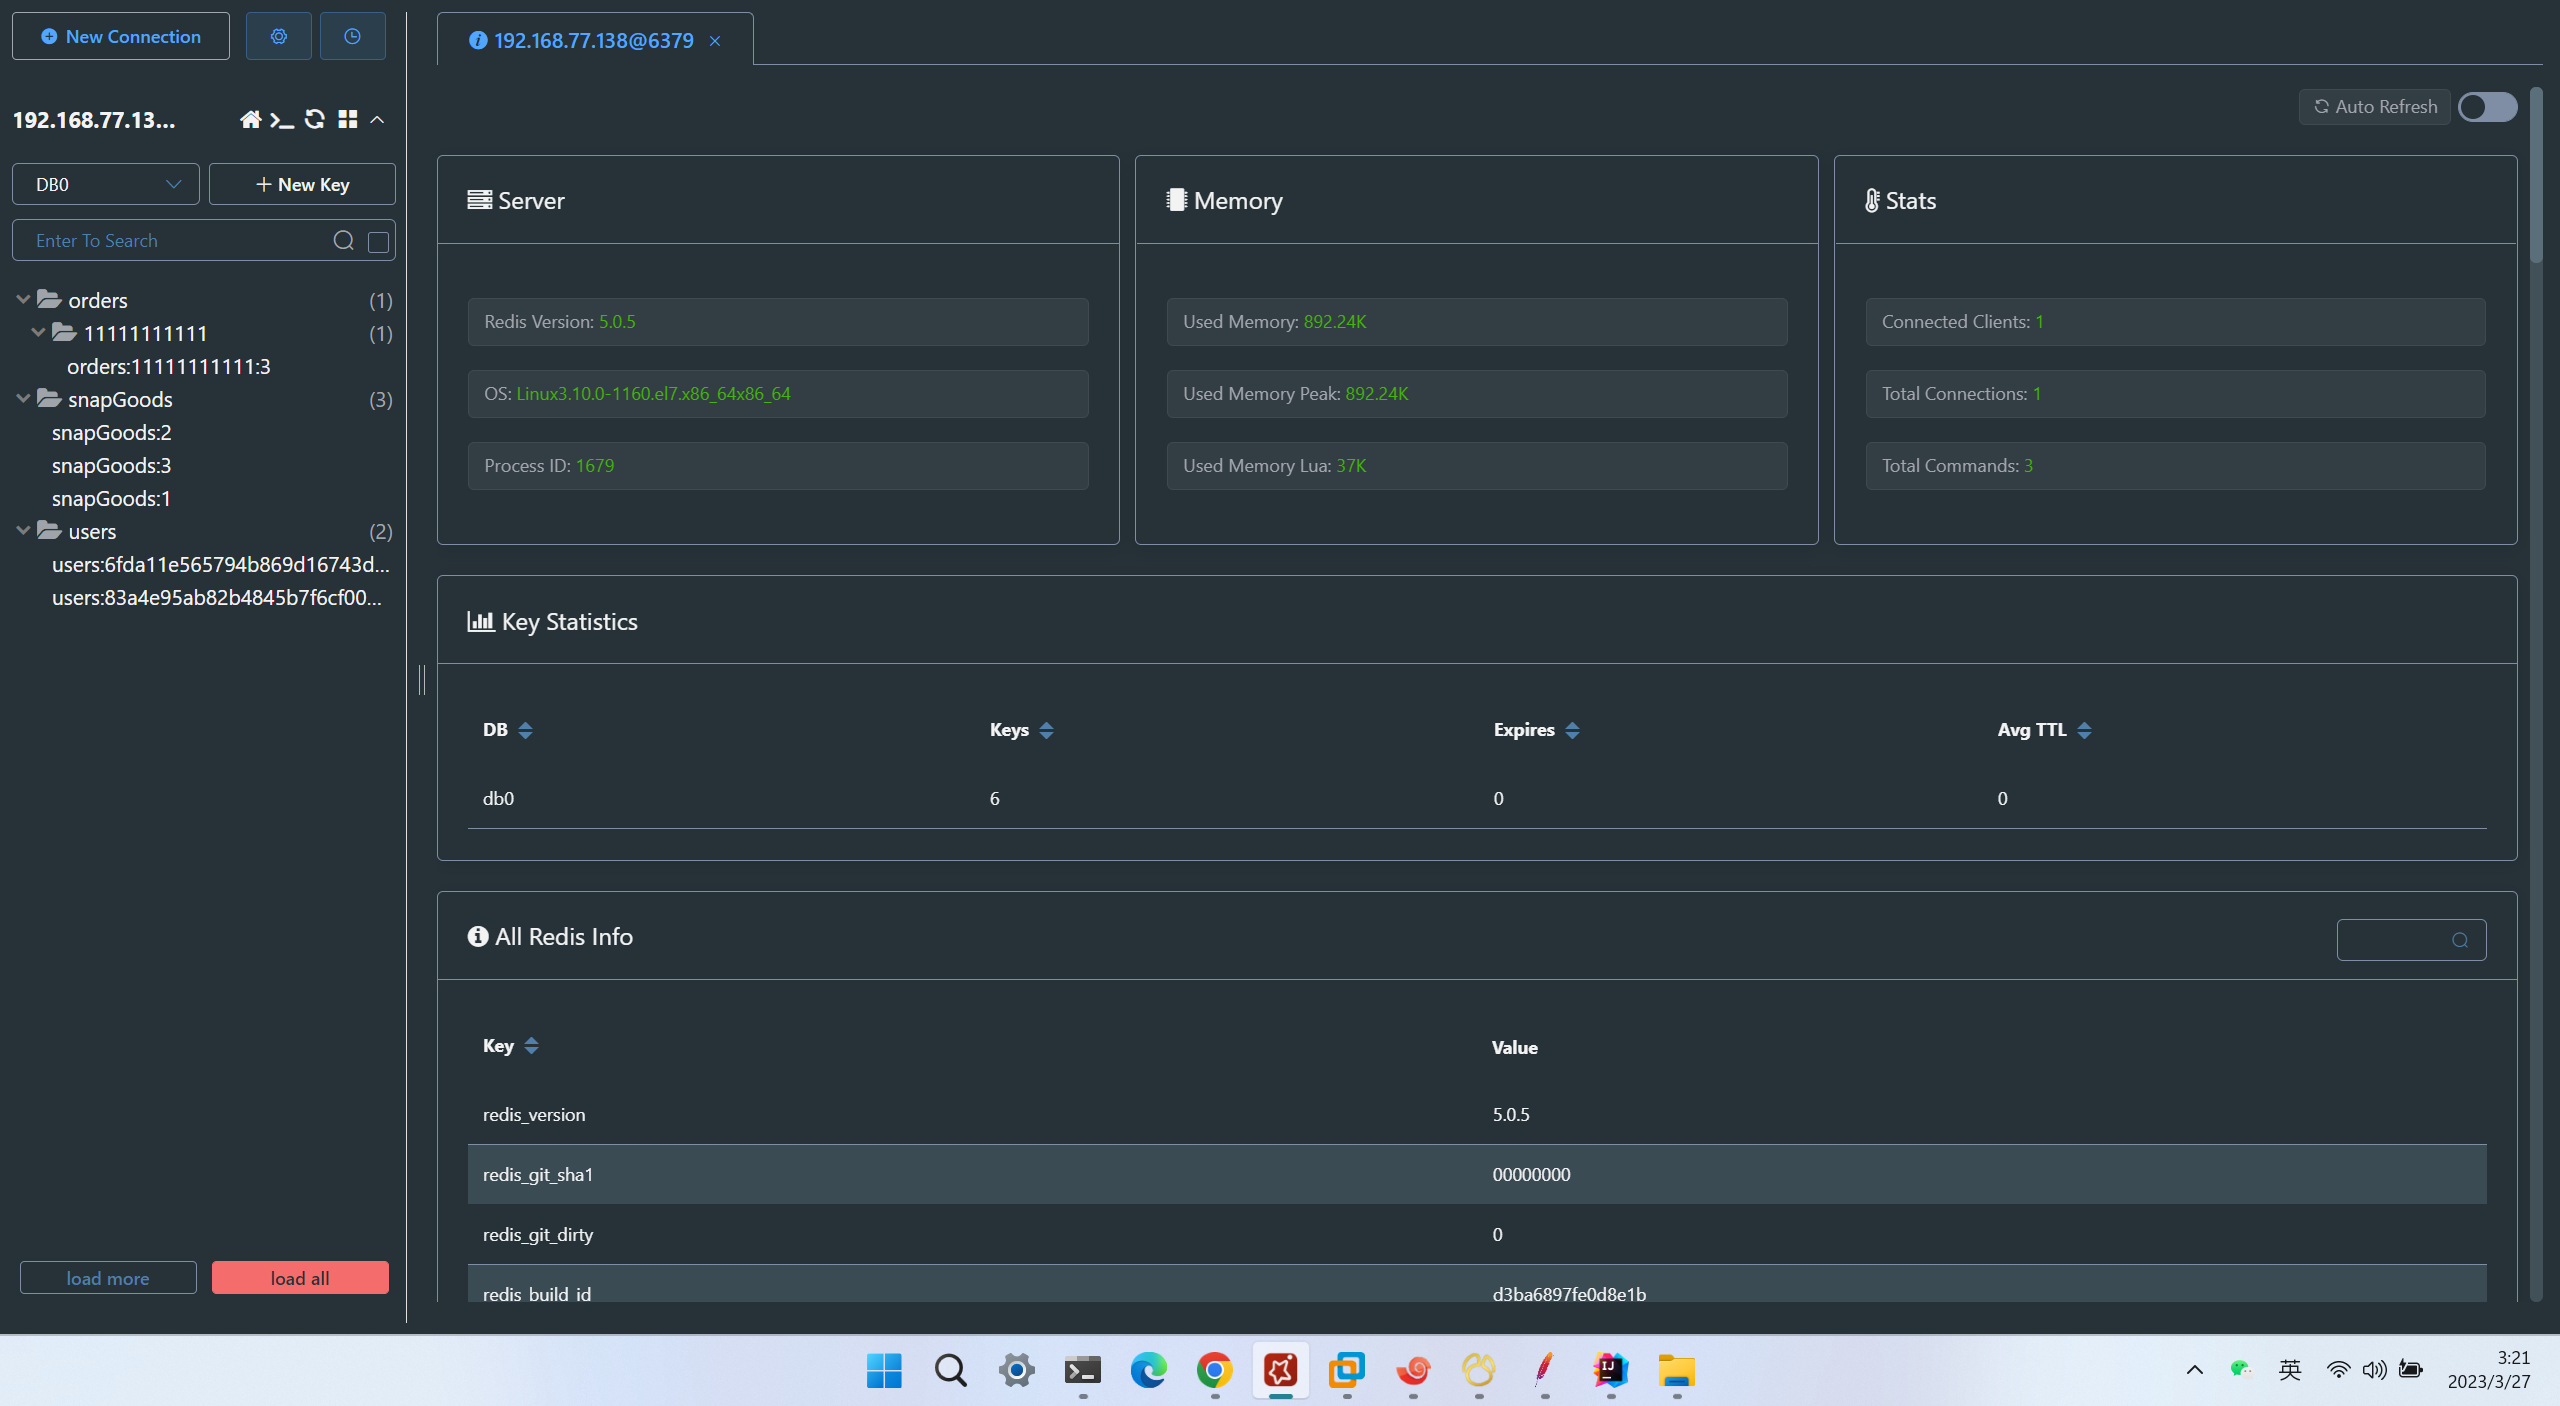 New Connection
192.168.77.13...
DB0
New Key
Enter To Search
orders (1)
11111111111 (1)
orders:11111111111:3
snapGoods (3)
snapGoods:2
snapGoods:3
snapGoods:1
users (2)
users:6fda11e565794b869d16743d...
users:83a4e95ab82b4845b7f6cf00...
load more
load all
192.168.77.138@6379
Auto Refresh
Server
Redis Version: 5.0.5
OS: Linux3.10.0-1160.el7.x86_64x86_64
Process ID: 1679
Memory
Used Memory: 892.24K
Used Memory Peak: 892.24K
Used Memory Lua: 37K
Stats
Connected Clients: 1
Total Connections: 1
Total Commands: 3
Key Statistics
DB Keys Expires Avg TTL
db0 6 0 0
All Redis Info
Key Value
redis_version 5.0.5
redis_git_sha1 00000000
redis_git_dirty 0
redis_build_id d3ba6897fe0d8e1b
IJ
英
3:21
2023/3/27